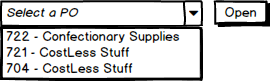 Select a PO
Open
722 - Confectionary Supplies
721 - CostLess Stuff
704 - CostLess Stuff